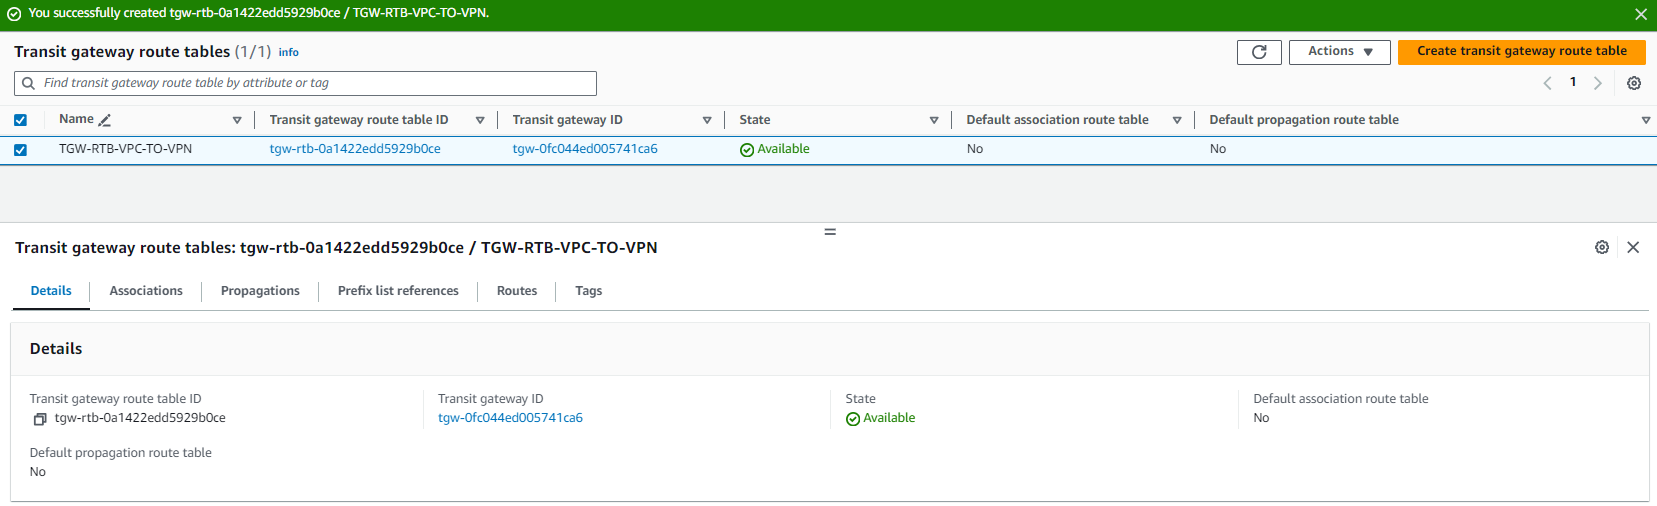 You successfully created tgw-rtb-0a1422edd5929b0ce / TGW-RTB-VPC-TO-VPN.
Transit gateway route tables (1/1) info
Actions
Create transit gateway route table
Find transit gateway route table by attribute or tag
1
Name Transit gateway route table ID Transit gateway ID State Default association route table Default propagation route table
TGW-RTB-VPC-TO-VPN tgw-rtb-0a1422edd5929b0ce tgw-0fc044ed005741ca6 Available No No
Transit gateway route tables: tgw-rtb-0a1422edd5929b0ce / TGW-RTB-VPC-TO-VPN
Details Associations Propagations Prefix list references Routes Tags
Details
Transit gateway route table ID Transit gateway ID State Default association route table
tgw-rtb-0a1422edd5929b0ce tgw-0fc044ed005741ca6 Available No
Default propagation route table
No